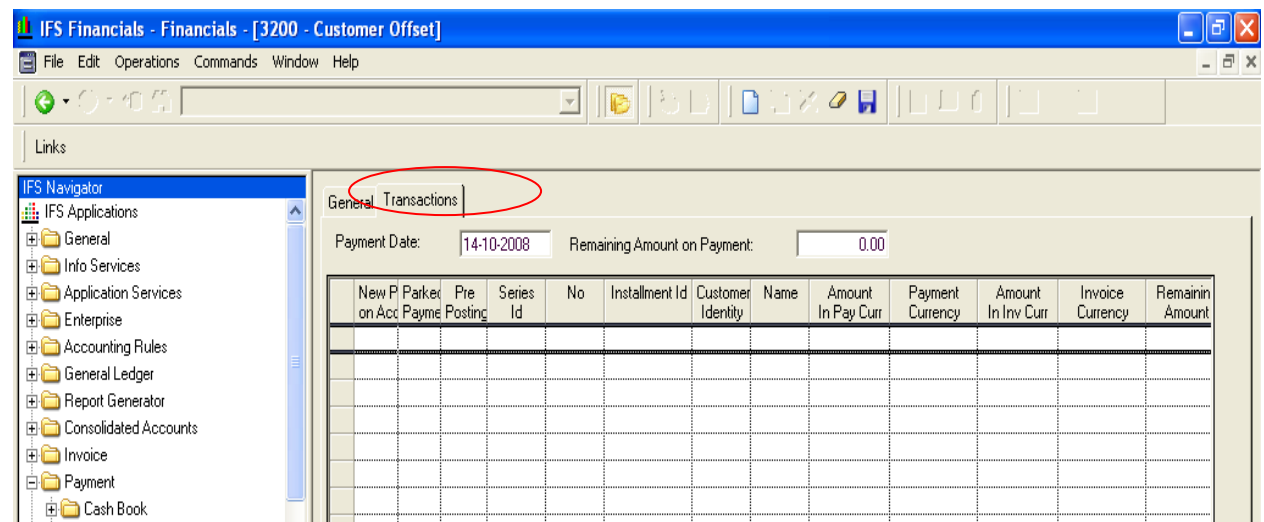 IFS Financials - Financials - [3200 - Customer Offset]
File Edit Operations Commands Window Help
Links
IFS Navigator
IFS Applications
General
Info Services
Application Services
Enterprise
Accounting Rules
General Ledger
Report Generator
Consolidated Accounts
Invoice
Payment
Cash Book
General Transactions
Payment Date: 14-10-2008 Remaining Amount on Payment: 0.00
New P Parked Pre Series No Installment Id Customer Name Amount Payment Amount Invoice Remainin
on Acc Payme Posting Id Identity In Pay Curr Currency In Inv Curr Currency Amount